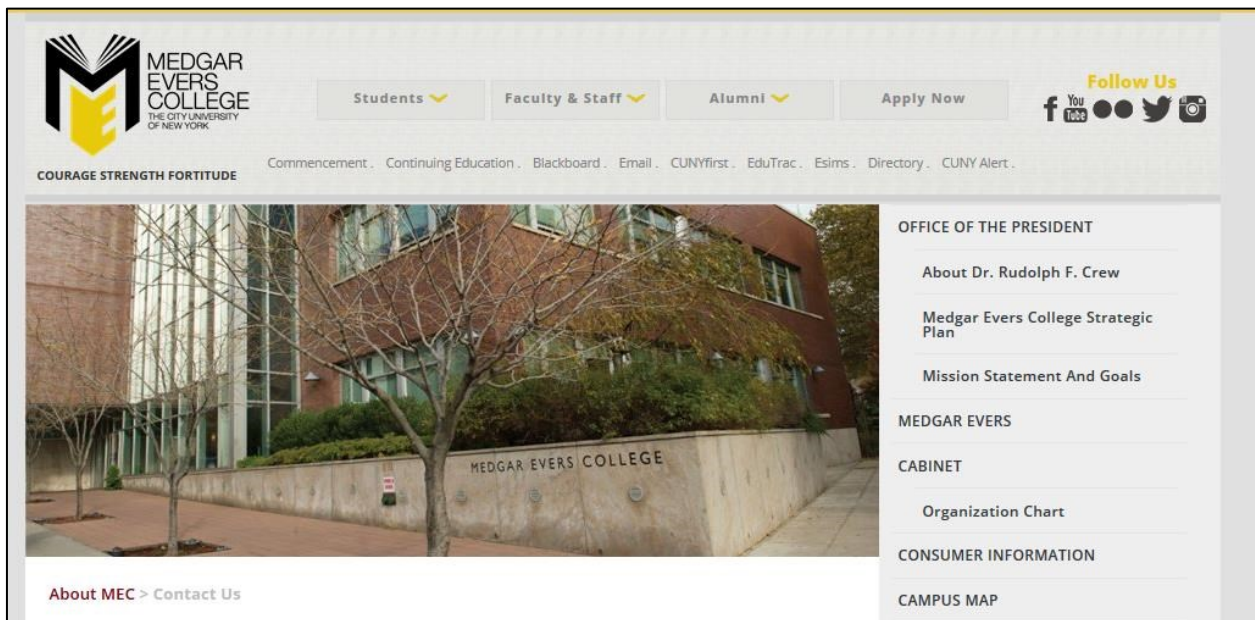 MEDGAR
EVERS
COLLEGE
THE CITY UNIVERSITY
OF NEW YORK
COURAGE STRENGTH FORTITUDE
Students
Faculty & Staff
Alumni
Apply Now
Follow Us
You
Tube
Commencement . Continuing Education . Blackboard . Email . CUNYfirst . EduTrac . Esims . Directory . CUNY Alert .
MEDGAR EVERS COLLEGE
OFFICE OF THE PRESIDENT
About Dr. Rudolph F. Crew
Medgar Evers College Strategic
Plan
Mission Statement And Goals
MEDGAR EVERS
CABINET
Organization Chart
CONSUMER INFORMATION
CAMPUS MAP
About MEC > Contact Us